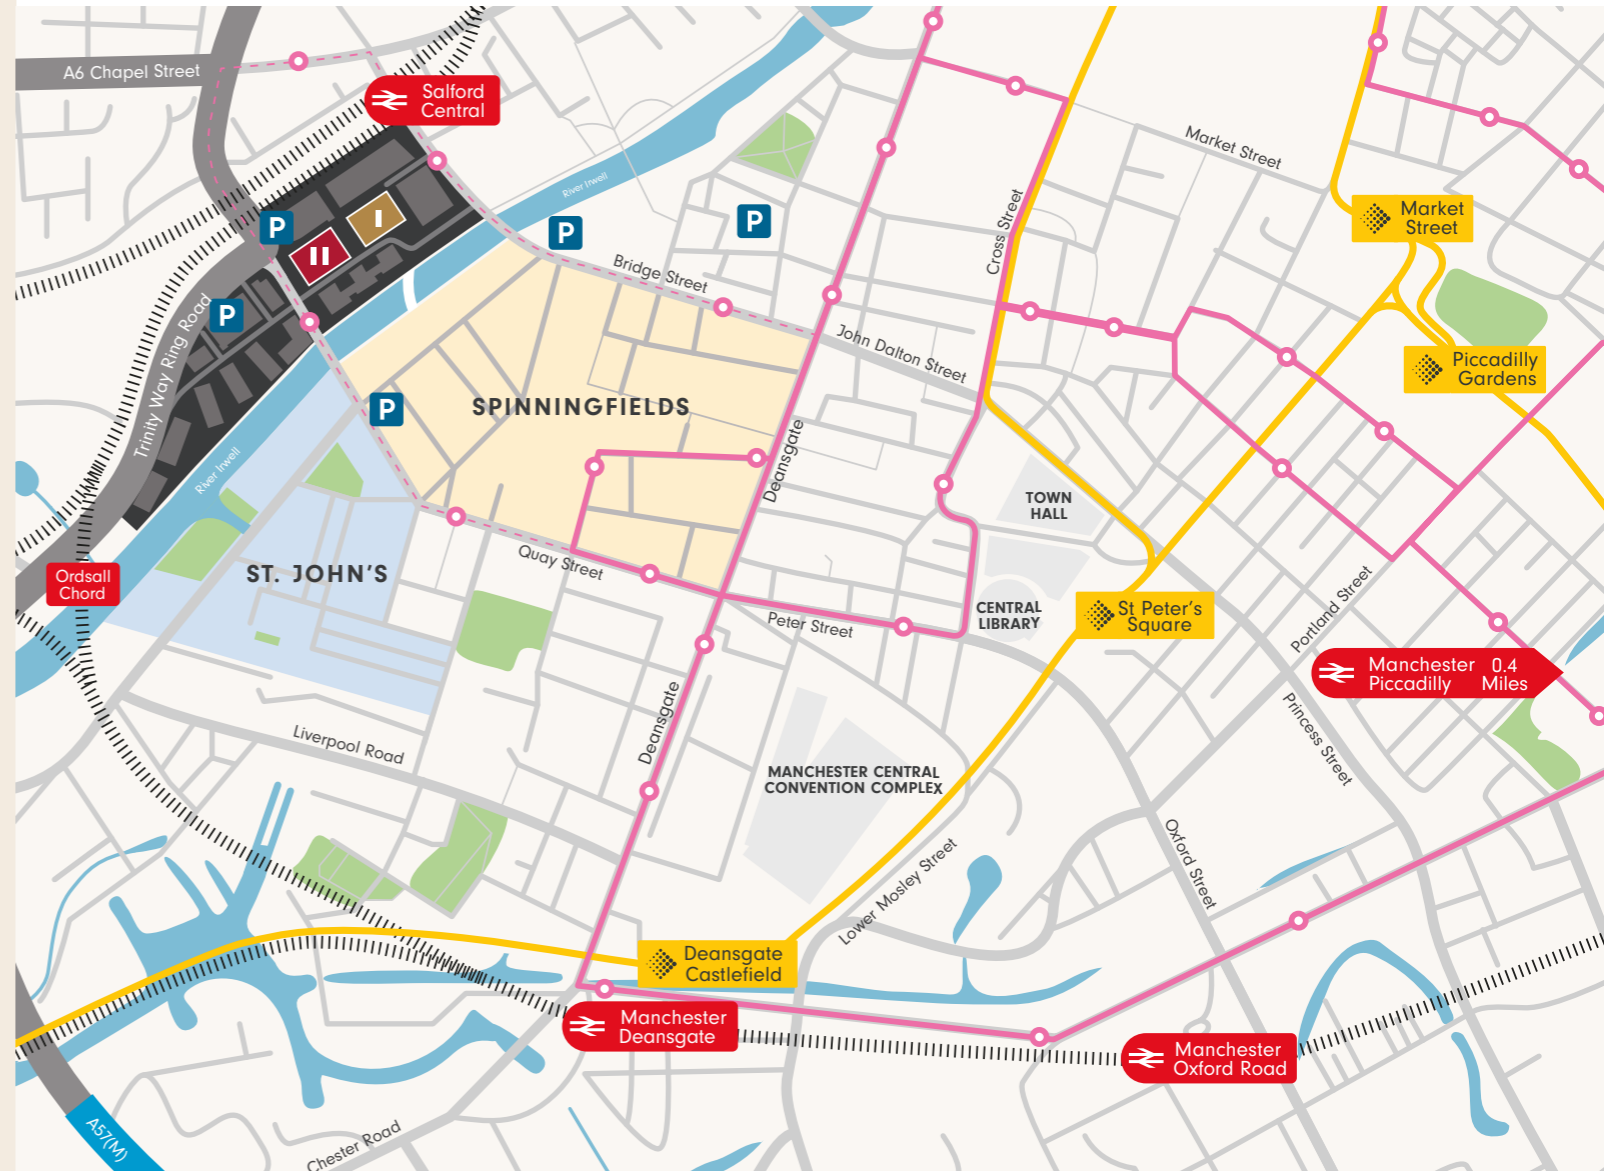 A6 Chapel Street
Salford
Central
Market Street
River Irwell
P
P
P
I
II
Market
Street
Cross Street
Bridge Street
P
Trinity Way Ring Road
John Dalton Street
Piccadilly
Gardens
P
SPINNINGFIELDS
Deansgate
River Irwell
TOWN
HALL
Quay Street
ST. JOHN'S
Ordsall
Chord
CENTRAL
LIBRARY
St Peter's
Square
Peter Street
Portland Street
Manchester
Piccadilly
0.4
Miles
Deansgate
Princess Street
Liverpool Road
MANCHESTER CENTRAL
CONVENTION COMPLEX
Oxford Street
Lower Mosley Street
Deansgate
Castlefield
Manchester
Deansgate
Manchester
Oxford Road
A57(M)
Chester Road